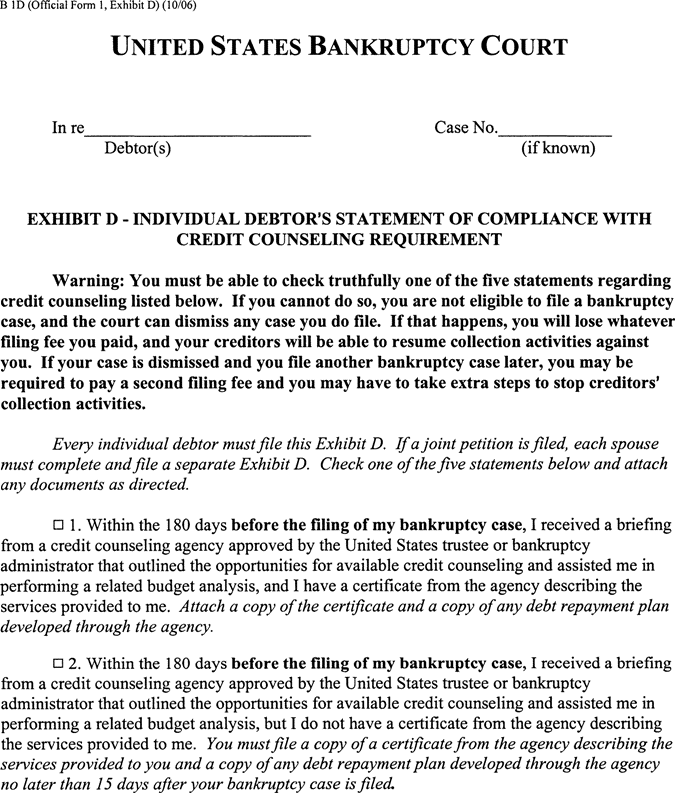 B 1D (Official Form 1, Exhibit D) (10/06)
UNITED STATES BANKRUPTCY COURT
In re____________________________ Case No.______________
Debtor(s) (if known)
EXHIBIT D - INDIVIDUAL DEBTOR'S STATEMENT OF COMPLIANCE WITH
CREDIT COUNSELING REQUIREMENT
Warning: You must be able to check truthfully one of the five statements regarding
credit counseling listed below. If you cannot do so, you are not eligible to file a bankruptcy
case, and the court can dismiss any case you do file. If that happens, you will lose whatever
filing fee you paid, and your creditors will be able to resume collection activities against
you. If your case is dismissed and you file another bankruptcy case later, you may be
required to pay a second filing fee and you may have to take extra steps to stop creditors'
collection activities.
Every individual debtor must file this Exhibit D. If a joint petition is filed, each spouse
must complete and file a separate Exhibit D. Check one of the five statements below and attach
any documents as directed.
☐ 1. Within the 180 days before the filing of my bankruptcy case, I received a briefing
from a credit counseling agency approved by the United States trustee or bankruptcy
administrator that outlined the opportunities for available credit counseling and assisted me in
performing a related budget analysis, and I have a certificate from the agency describing the
services provided to me. Attach a copy of the certificate and a copy of any debt repayment plan
developed through the agency.
☐ 2. Within the 180 days before the filing of my bankruptcy case, I received a briefing
from a credit counseling agency approved by the United States trustee or bankruptcy
administrator that outlined the opportunities for available credit counseling and assisted me in
performing a related budget analysis, but I do not have a certificate from the agency describing
the services provided to me. You must file a copy of a certificate from the agency describing the
services provided to you and a copy of any debt repayment plan developed through the agency
no later than 15 days after your bankruptcy case is filed.